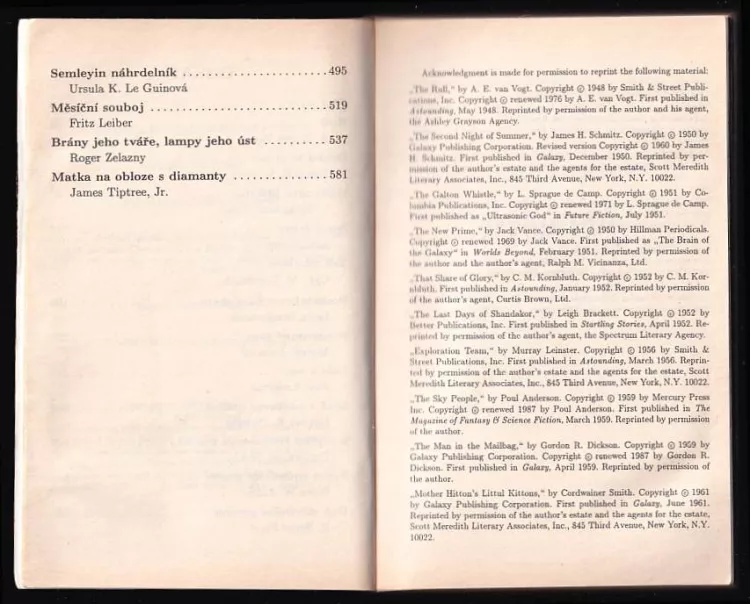 Semleyin náhrdelník ........................495
Ursula K. Le Guinová
Měsíční souboj ..............................519
Fritz Leiber
Brány jeho tváře, lampy jeho úst ..........537
Roger Zelazny
Matka na obloze s diamanty ...............581
James Tiptree, Jr.
Acknowledgment is made for permission to reprint the following material:
„The Rull," by A. E. van Vogt. Copyright © 1948 by Smith & Street Publi-
cations, Inc. Copyright © renewed 1976 by A. E. van Vogt. First published in
Astounding, May 1948. Reprinted by permission of the author and his agent,
the Ashley Grayson Agency.
„The Second Night of Summer," by James H. Schmitz. Copyright © 1950 by
Galaxy Publishing Corporation. Revised version Copyright © 1960 by James
H. Schmitz. First published in Galaxy, December 1950. Reprinted by per-
mission of the author's estate and the agents for the estate, Scott Meredith
Literary Associates, Inc., 845 Third Avenue, New York, N.Y. 10022.
„The Galton Whistle," by L. Sprague de Camp. Copyright © 1951 by Co-
lumbia Publications, Inc. Copyright © renewed 1971 by L. Sprague de Camp.
First published as „Ultrasonic God" in Future Fiction, July 1951.
„The New Prime," by Jack Vance. Copyright © 1950 by Hillman Periodicals.
Copyright © renewed 1969 by Jack Vance. First published as „The Brain of
the Galaxy" in Worlds Beyond, February 1951. Reprinted by permission of
the author and the author's agent, Ralph M. Vicinanza, Ltd.
„That Share of Glory," by C. M. Kornbluth. Copyright © 1952 by C. M. Kor-
nbluth. First published in Astounding, January 1952. Reprinted by permission
of the author's agent, Curtis Brown, Ltd.
„The Last Days of Shandakor," by Leigh Brackett. Copyright © 1952 by
Better Publications, Inc. First published in Startling Stories, April 1952. Re-
printed by permission of the author's agent, the Spectrum Literary Agency.
„Exploration Team," by Murray Leinster. Copyright © 1956 by Smith &
Street Publications, Inc. First published in Astounding, March 1956. Reprin-
ted by permission of the author's estate and the agents for the estate, Scott
Meredith Literary Associates, Inc., 845 Third Avenue, New York, N.Y. 10022.
„The Sky People," by Poul Anderson. Copyright © 1959 by Mercury Press
Inc. Copyright © renewed 1987 by Poul Anderson. First published in The
Magazine of Fantasy & Science Fiction, March 1959. Reprinted by permission
of the author.
„The Man in the Mailbag," by Gordon R. Dickson. Copyright © 1959 by
Galaxy Publishing Corporation. Copyright © renewed 1987 by Gordon R.
Dickson. First published in Galaxy, April 1959. Reprinted by permission of
the author.
„Mother Hitton's Littul Kittons," by Cordwainer Smith. Copyright © 1961
by Galaxy Publishing Corporation. First published in Galaxy, June 1961.
Reprinted by permission of the author's estate and the agents for the estate,
Scott Meredith Literary Associates, Inc., 845 Third Avenue, New York, N.Y.
10022.